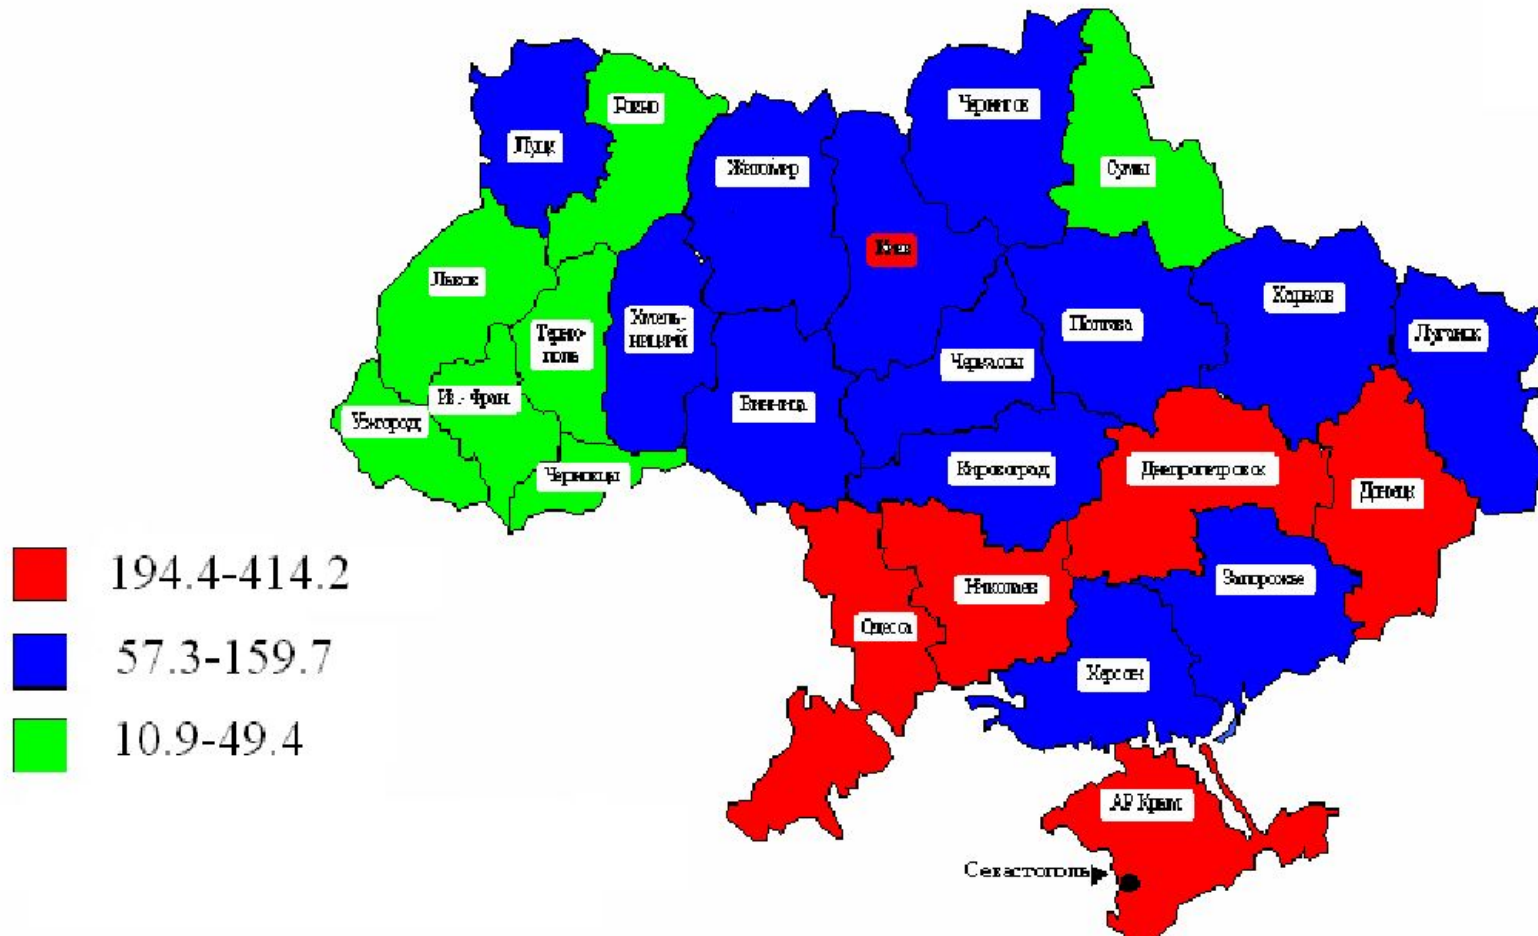 Ровно
Чернигов
Луцк
Житомир
Сумы
Киев
Львов
Харьков
Хмель-
ницкий
Терно-
поль
Полтава
Луганск
Черкассы
Ив.- Фран.
Винница
Ужгород
Черновцы
Кировоград
Днепропетровск
Донецк
194.4-414.2
Запорожье
Николаев
Одесса
57.3-159.7
Херсон
10.9-49.4
АР Крым
Севастополь